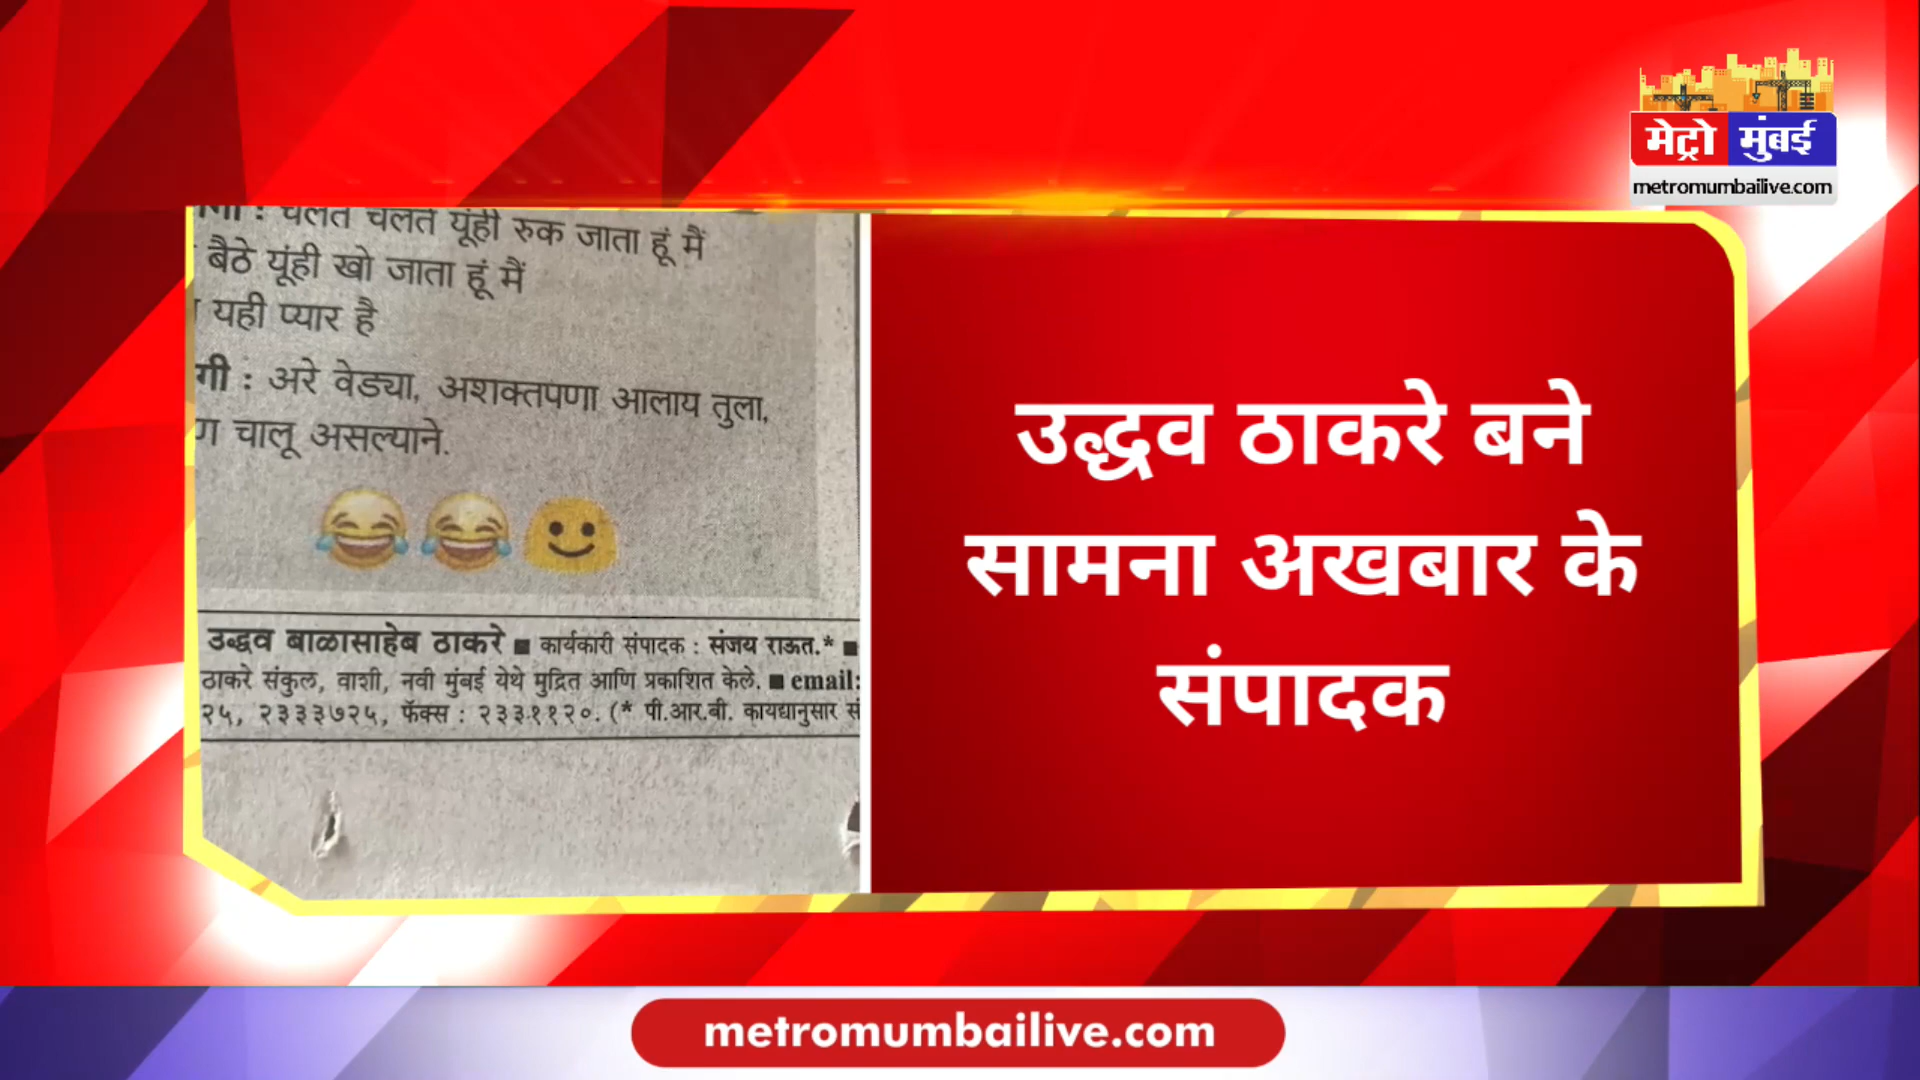 मेट्रो मुंबई
metromumbailive.com
चलते चलते यूंही रुक जाता हूं मैं
बैठे यूंही खो जाता हूं मैं
यही प्यार है
गी : अरे वेड्या, अशक्तपणा आलाय तुला,
ण चालू असल्याने.
उद्धव बाळासाहेब ठाकरे ■ कार्यकारी संपादक : संजय राऊत.* ■
ठाकरे संकुल, वाशी, नवी मुंबई येथे मुद्रित आणि प्रकाशित केले. ■ email:
२५, २३३३७२५, फॅक्स : २३३११२०. (* पी.आर.बी. कायद्यानुसार सं
उद्धव ठाकरे बने
सामना अखबार के
संपादक
metromumbailive.com